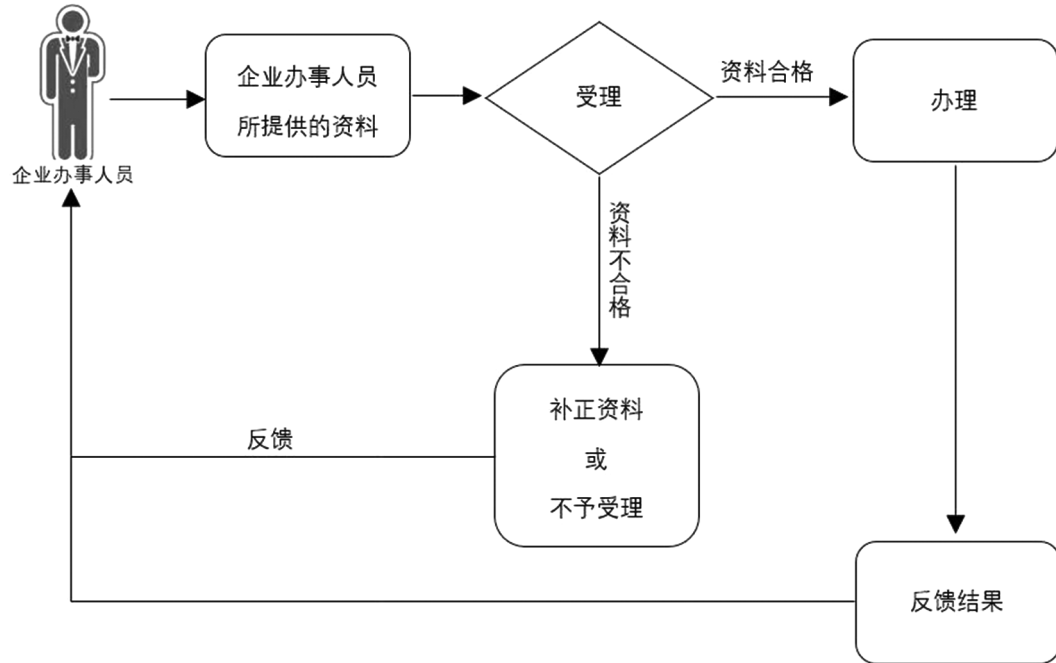 企业办事人员
企业办事人员
所提供的资料
受理
资料合格
办理
资料不合格
补正资料
或
不予受理
反馈
反馈结果